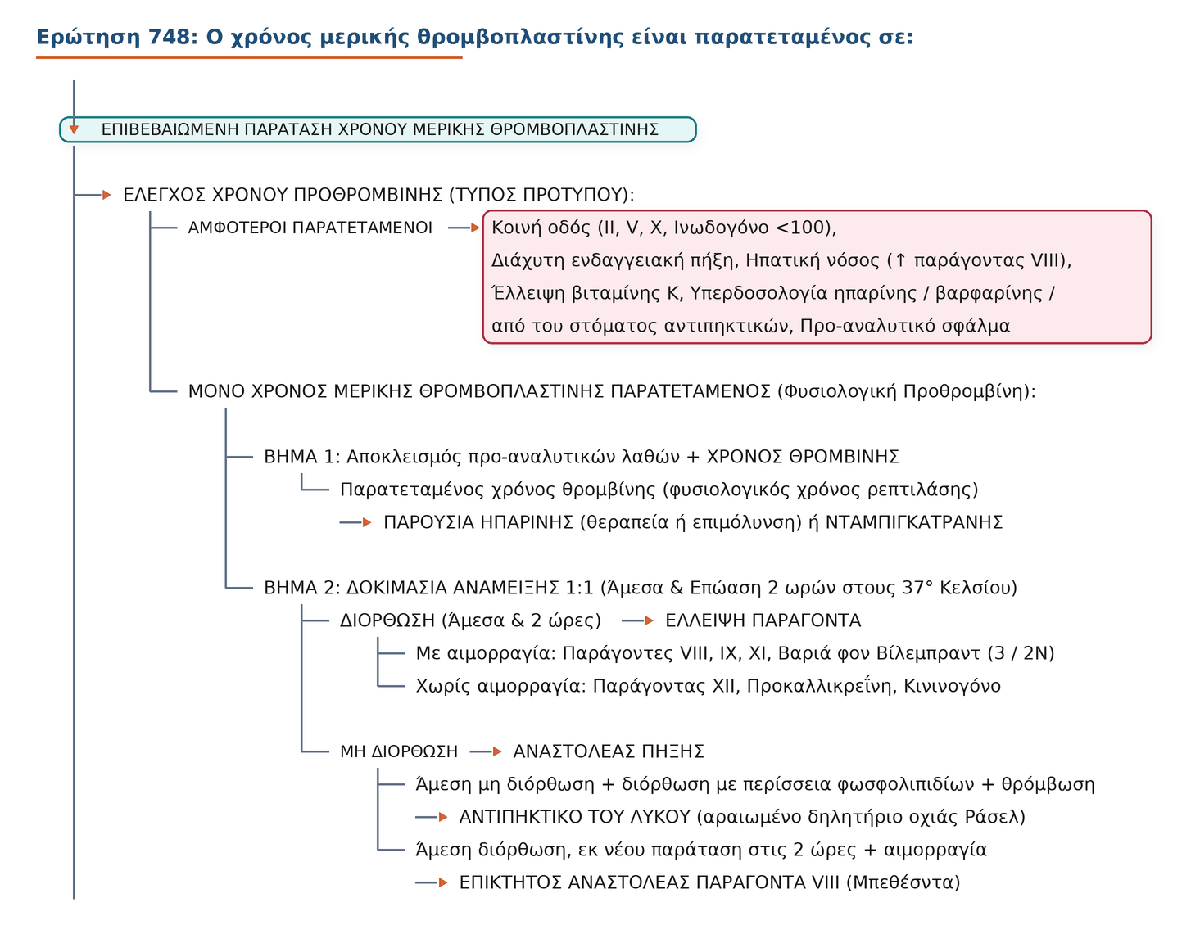 Ερώτηση 748: Ο χρόνος μερικής θρομβοπλαστίνης είναι παρατεταμένος σε:
ΕΠΙΒΕΒΑΙΩΜΕΝΗ ΠΑΡΑΤΑΣΗ ΧΡΟΝΟΥ ΜΕΡΙΚΗΣ ΘΡΟΜΒΟΠΛΑΣΤΙΝΗΣ
ΕΛΕΓΧΟΣ ΧΡΟΝΟΥ ΠΡΟΘΡΟΜΒΙΝΗΣ (ΤΥΠΟΣ ΠΡΟΤΥΠΟΥ):
ΑΜΦΟΤΕΡΟΙ ΠΑΡΑΤΕΤΑΜΕΝΟΙ
Κοινή οδός (II, V, X, Ινωδογόνο <100),
Διάχυτη ενδαγγειακή πήξη, Ηπατική νόσος (↑ παράγοντας VIII),
Έλλειψη βιταμίνης Κ, Υπερδοσολογία ηπαρίνης / βαρφαρίνης /
από του στόματος αντιπηκτικών, Προ-αναλυτικό σφάλμα
ΜΟΝΟ ΧΡΟΝΟΣ ΜΕΡΙΚΗΣ ΘΡΟΜΒΟΠΛΑΣΤΙΝΗΣ ΠΑΡΑΤΕΤΑΜΕΝΟΣ (Φυσιολογική Προθρομβίνη):
ΒΗΜΑ 1: Αποκλεισμός προ-αναλυτικών λαθών + ΧΡΟΝΟΣ ΘΡΟΜΒΙΝΗΣ
Παρατεταμένος χρόνος θρομβίνης (φυσιολογικός χρόνος ρεπτιλάσης)
ΠΑΡΟΥΣΙΑ ΗΠΑΡΙΝΗΣ (θεραπεία ή επιμόλυνση) ή ΝΤΑΜΠΙΓΚΑΤΡΑΝΗΣ
ΒΗΜΑ 2: ΔΟΚΙΜΑΣΙΑ ΑΝΑΜΕΙΞΗΣ 1:1 (Άμεσα & Επώαση 2 ωρών στους 37° Κελσίου)
ΔΙΟΡΘΩΣΗ (Άμεσα & 2 ώρες) ΕΛΛΕΙΨΗ ΠΑΡΑΓΟΝΤΑ
Με αιμορραγία: Παράγοντες VIII, IX, XI, Βαριά φον Βίλεμπραντ (3 / 2N)
Χωρίς αιμορραγία: Παράγοντας XII, Προκαλλικρεΐνη, Κινινογόνο
ΜΗ ΔΙΟΡΘΩΣΗ ΑΝΑΣΤΟΛΕΑΣ ΠΗΞΗΣ
Άμεση μη διόρθωση + διόρθωση με περίσσεια φωσφολιπιδίων + θρόμβωση
ΑΝΤΙΠΗΚΤΙΚΟ ΤΟΥ ΛΥΚΟΥ (αραιωμένο δηλητήριο οχιάς Ράσελ)
Άμεση διόρθωση, εκ νέου παράταση στις 2 ώρες + αιμορραγία
ΕΠΙΚΤΗΤΟΣ ΑΝΑΣΤΟΛΕΑΣ ΠΑΡΑΓΟΝΤΑ VIII (Μπεθέσντα)